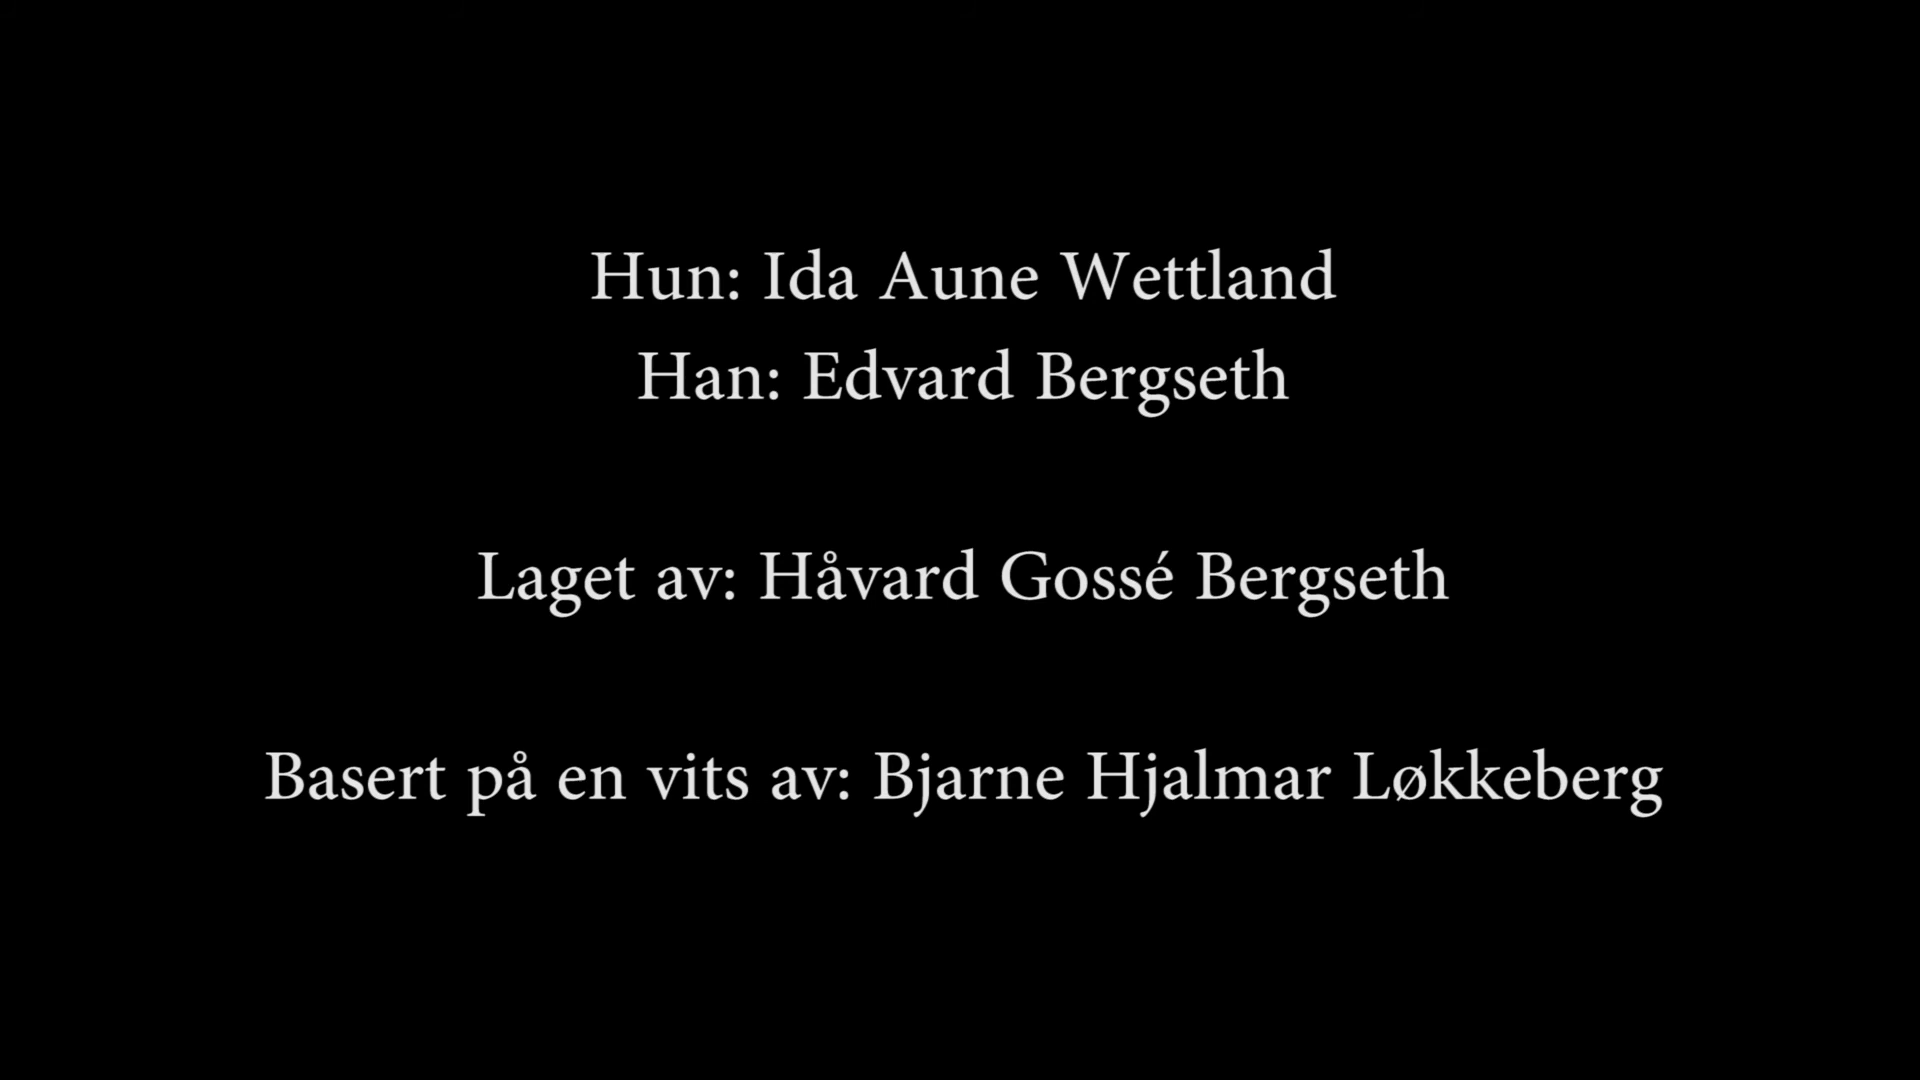 Hun: Ida Aune Wettland
Han: Edvard Bergseth
Laget av: Håvard Gossé Bergseth
Basert på en vits av: Bjarne Hjalmar Løkkeberg